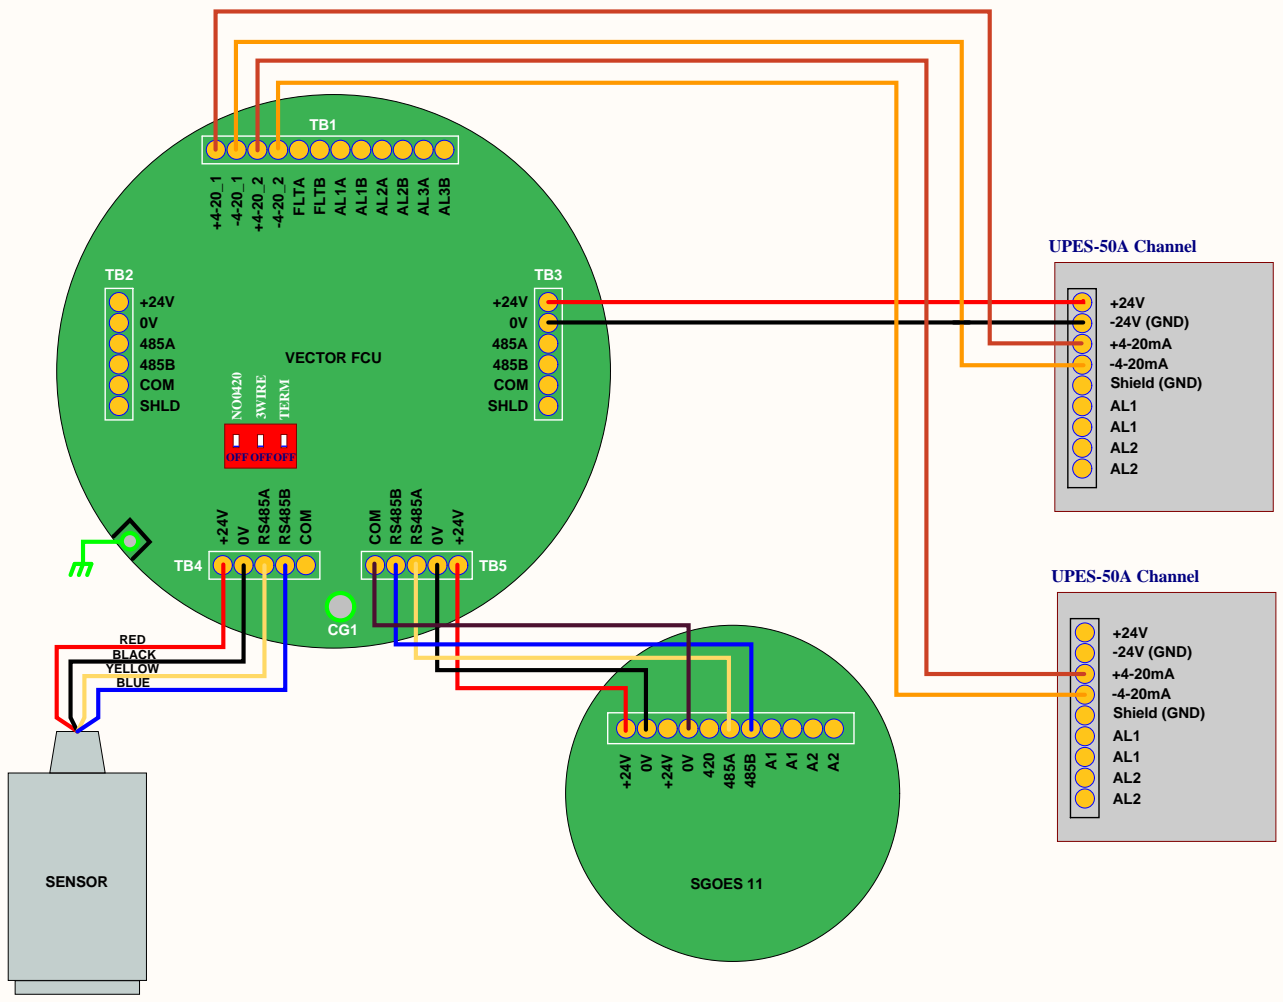 TB1
+4-20_1
-4-20_1
+4-20_2
-4-20_2
FLTA
FLTB
AL1A
AL1B
AL2A
AL2B
AL3A
AL3B
TB2
+24V
0V
485A
485B
COM
SHLD
VECTOR FCU
TB3
+24V
0V
485A
485B
COM
SHLD
NO0420
3WIRE
TERM
OFF OFF OFF
+24V
0V
RS485A
RS485B
COM
TB4
COM
RS485B
RS485A
0V
+24V
TB5
CG1
RED
BLACK
YELLOW
BLUE
SENSOR
+24V
0V
+24V
0V
420
485A
485B
A1
A1
A2
A2
SGOES 11
UPES-50A Channel
+24V
-24V (GND)
+4-20mA
-4-20mA
Shield (GND)
AL1
AL1
AL2
AL2
UPES-50A Channel
+24V
-24V (GND)
+4-20mA
-4-20mA
Shield (GND)
AL1
AL1
AL2
AL2